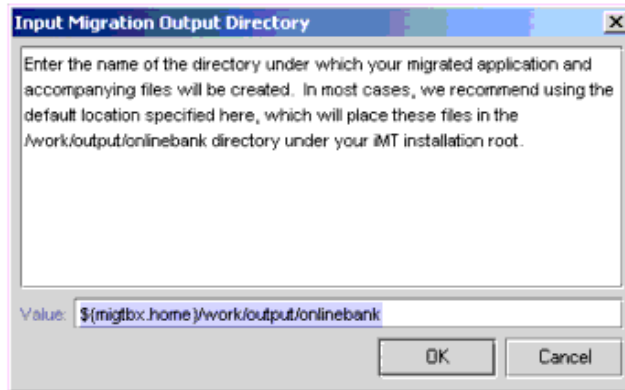 Input Migration Output Directory
Enter the name of the directory under which your migrated application and
accompanying files will be created. In most cases, we recommend using the
default location specified here, which will place these files in the
/work/output/onlinebank directory under your iMT installation root.
Value: ${migtbx.home}/work/output/onlinebank
OK Cancel